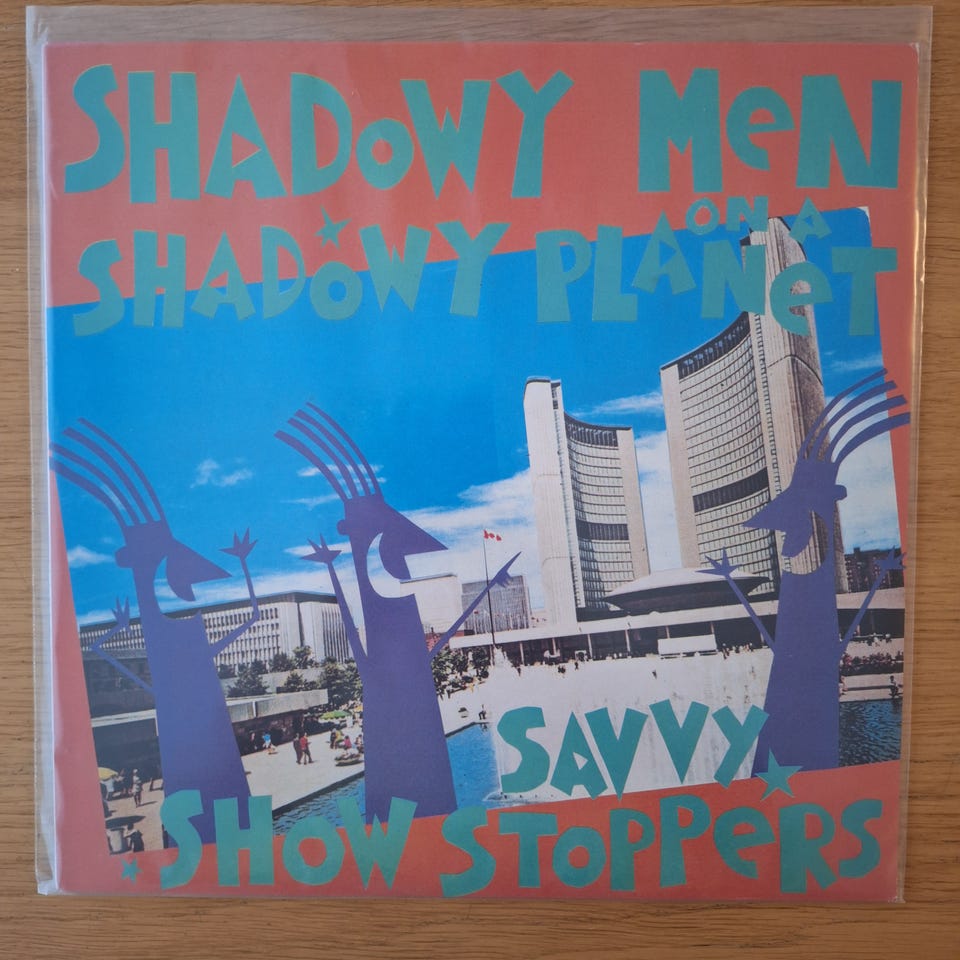 SHADOWY MeN
ON A
SHADOWY PLANeT
SAVVY
SHOW STOPPeRS